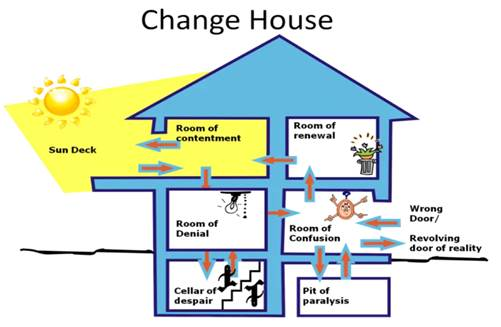 Change House
Room of
contentment
Room of
renewal
Sun Deck
Room of
Denial
Room of
Confusion
Wrong
Door/
Revolving
door of reality
Cellar of
despair
Pit of
paralysis